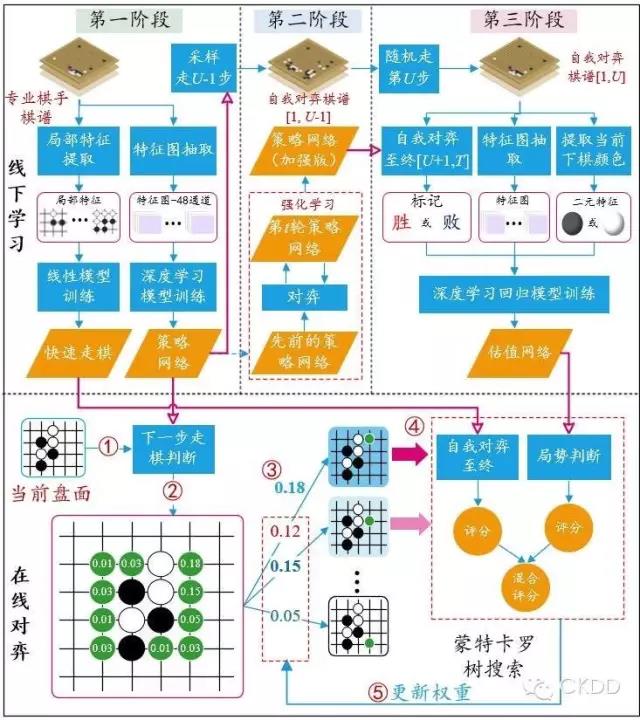 第一阶段
第二阶段
第三阶段
采样
走U-1步
随机走
第U步
专业棋手
棋谱
自我对弈棋谱
[1, U-1]
自我对弈
棋谱[1,U]
线下学习
局部特征
提取
特征图抽取
策略网络
(加强版)
自我对弈
至终[U+1,T]
特征图抽
取
提取当前
下棋颜色
局部特征
特征图-48通道
强化学习
第t轮策略
网络
标记
胜 或 败
特征图
二元特征
或
线性模型
训练
深度学习
模型训练
对弈
深度学习回归模型训练
快速走棋
策略
网络
先前的策
略网络
估值网络
当前盘面
①
下一步走
棋判断
②
③
④
自我对弈
至终
局势判断
评分
评分
混合
评分
在线对弈
0.01
0.03
0.18
0.03
0.15
0.01
0.05
0.03
0.01
0.03
0.18
0.12
0.15
0.05
蒙特卡罗
树搜索
⑤更新权重
CKDD